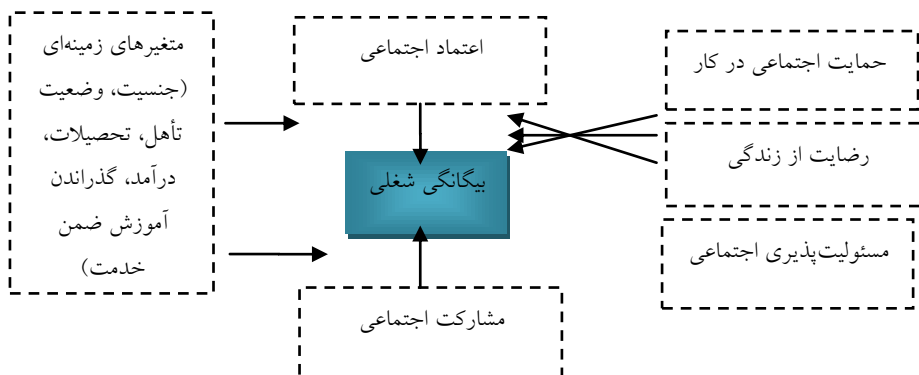 متغیرهای زمینه‌ای
(جنسیت، وضعیت
تأهل، تحصیلات،
درآمد، گذراندن
آموزش ضمن
خدمت)
اعتماد اجتماعی
بیگانگی شغلی
مشارکت اجتماعی
حمایت اجتماعی در کار
رضایت از زندگی
مسئولیت‌پذیری اجتماعی